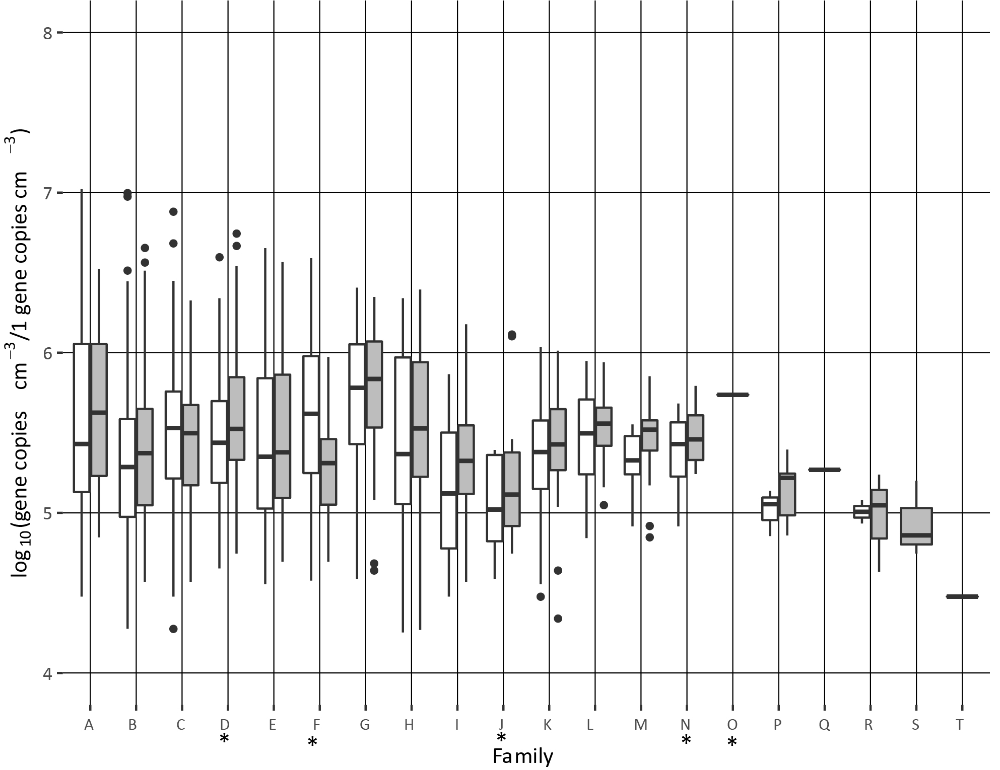 log₁₀(gene copies cm⁻³/1 gene copies cm⁻³)
8
7
6
5
4
A B C D E F G H I J K L M N O P Q R S T
* * * * *
Family